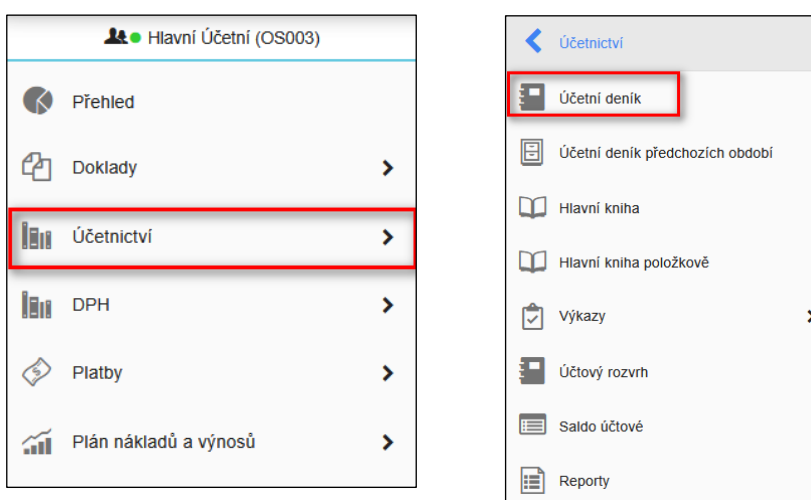 Hlavní Účetní (OS003)
Přehled
Doklady
Účetnictví
DPH
Platby
Plán nákladů a výnosů
Účetnictví
Účetní deník
Účetní deník předchozích období
Hlavní kniha
Hlavní kniha položkově
Výkazy
Účtový rozvrh
Saldo účtové
Reporty